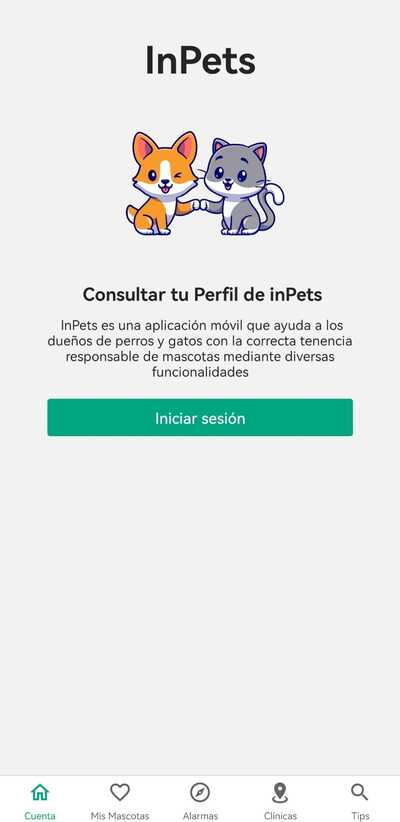 InPets
Consultar tu Perfil de inPets
InPets es una aplicación móvil que ayuda a los
dueños de perros y gatos con la correcta tenencia
responsable de mascotas mediante diversas
funcionalidades
Iniciar sesión
Cuenta
Mis Mascotas
Alarmas
Clínicas
Tips